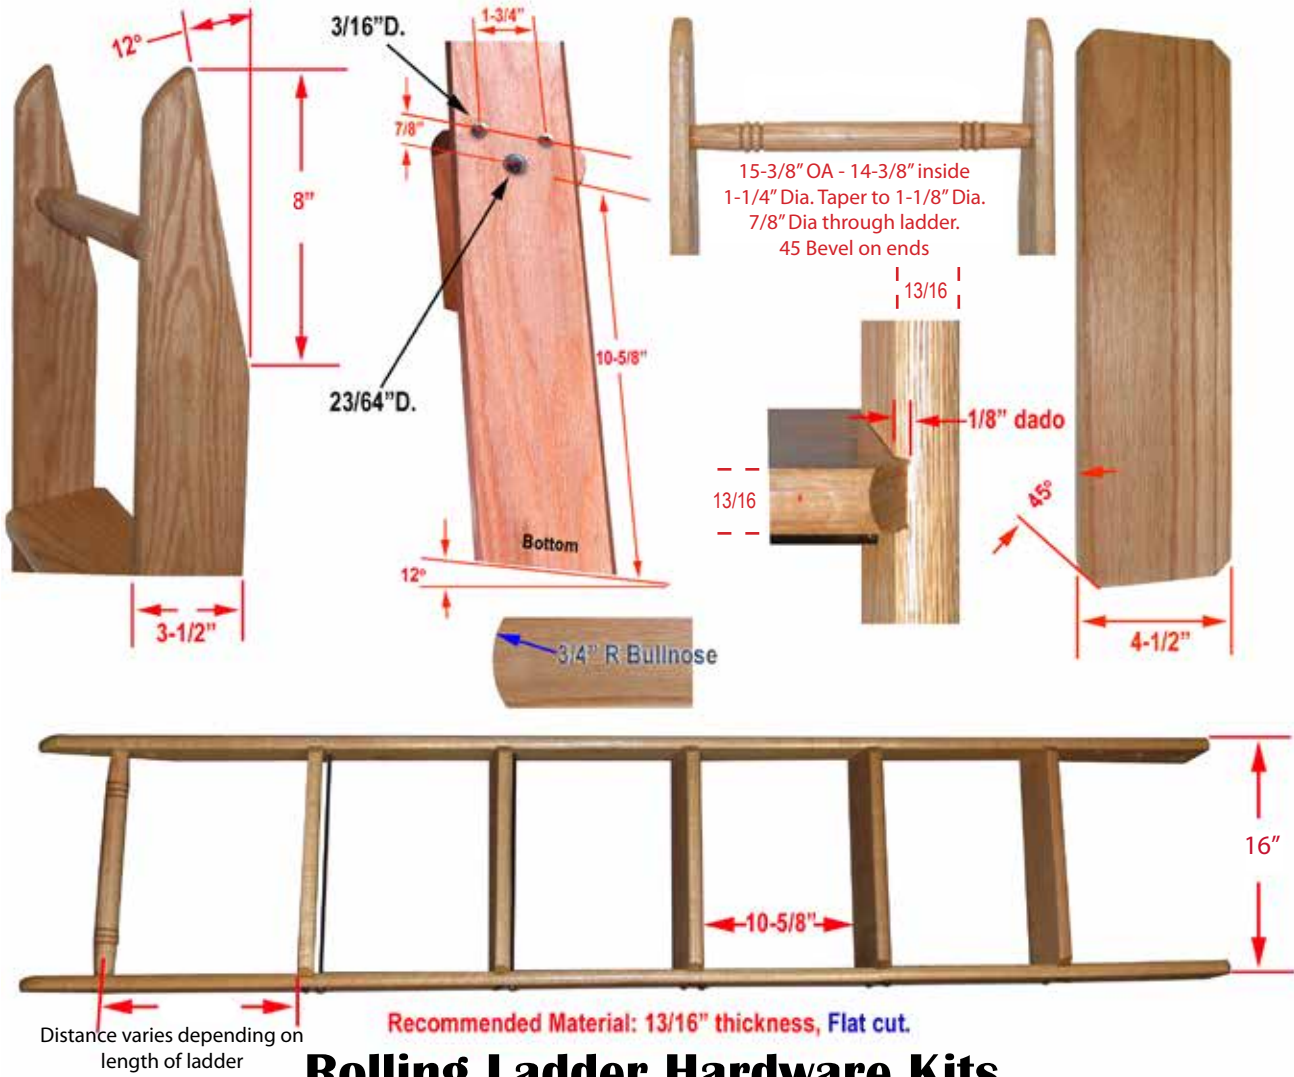 12°
8”
3-1/2”
3/16”D.
1-3/4”
7/8”
23/64”D.
10-5/8”
Bottom
12°
3/4” R Bullnose
15-3/8” OA - 14-3/8” inside
1-1/4” Dia. Taper to 1-1/8” Dia.
7/8” Dia through ladder.
45 Bevel on ends
13/16
1/8” dado
13/16
45°
4-1/2”
10-5/8”
16”
Distance varies depending on
length of ladder
Recommended Material: 13/16” thickness, Flat cut.
Rolling Ladder Hardware Kits